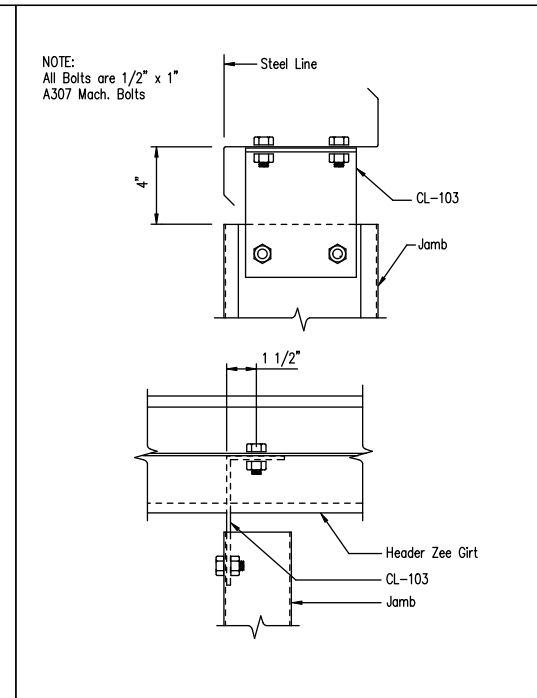 NOTE:
All Bolts are 1/2" x 1"
A307 Mach. Bolts
Steel Line
4"
CL-103
Jamb
1 1/2"
Header Zee Girt
CL-103
Jamb